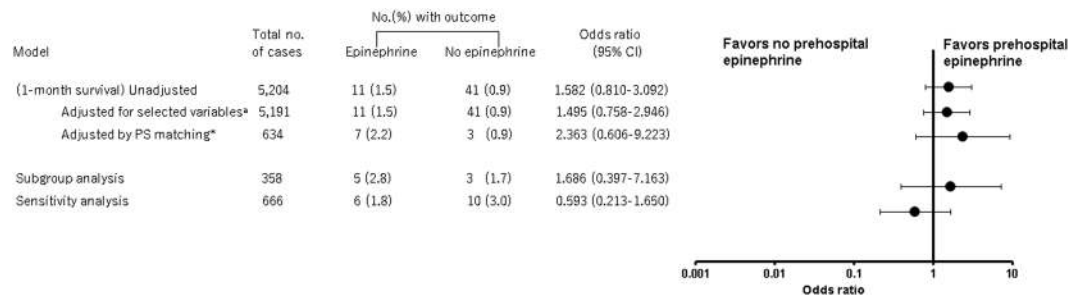 No.(%) with outcome
Model Total no. of cases Epinephrine No epinephrine Odds ratio (95% CI)
Favors no prehospital epinephrine Favors prehospital epinephrine
(1-month survival) Unadjusted 5,204 11 (1.5) 41 (0.9) 1.582 (0.810-3.092)
Adjusted for selected variablesª 5,191 11 (1.5) 41 (0.9) 1.495 (0.758-2.946)
Adjusted by PS matching* 634 7 (2.2) 3 (0.9) 2.363 (0.606-9.223)
Subgroup analysis 358 5 (2.8) 3 (1.7) 1.686 (0.397-7.163)
Sensitivity analysis 666 6 (1.8) 10 (3.0) 0.593 (0.213-1.650)
0.001 0.01 0.1 1 10
Odds ratio